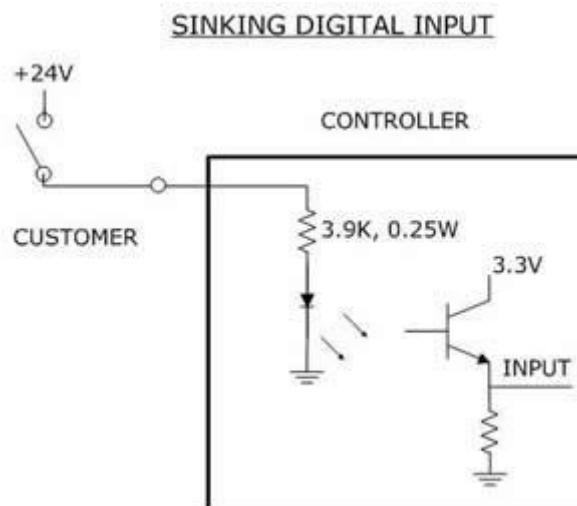 SINKING DIGITAL INPUT
+24V
CONTROLLER
CUSTOMER
3.9K, 0.25W
3.3V
INPUT